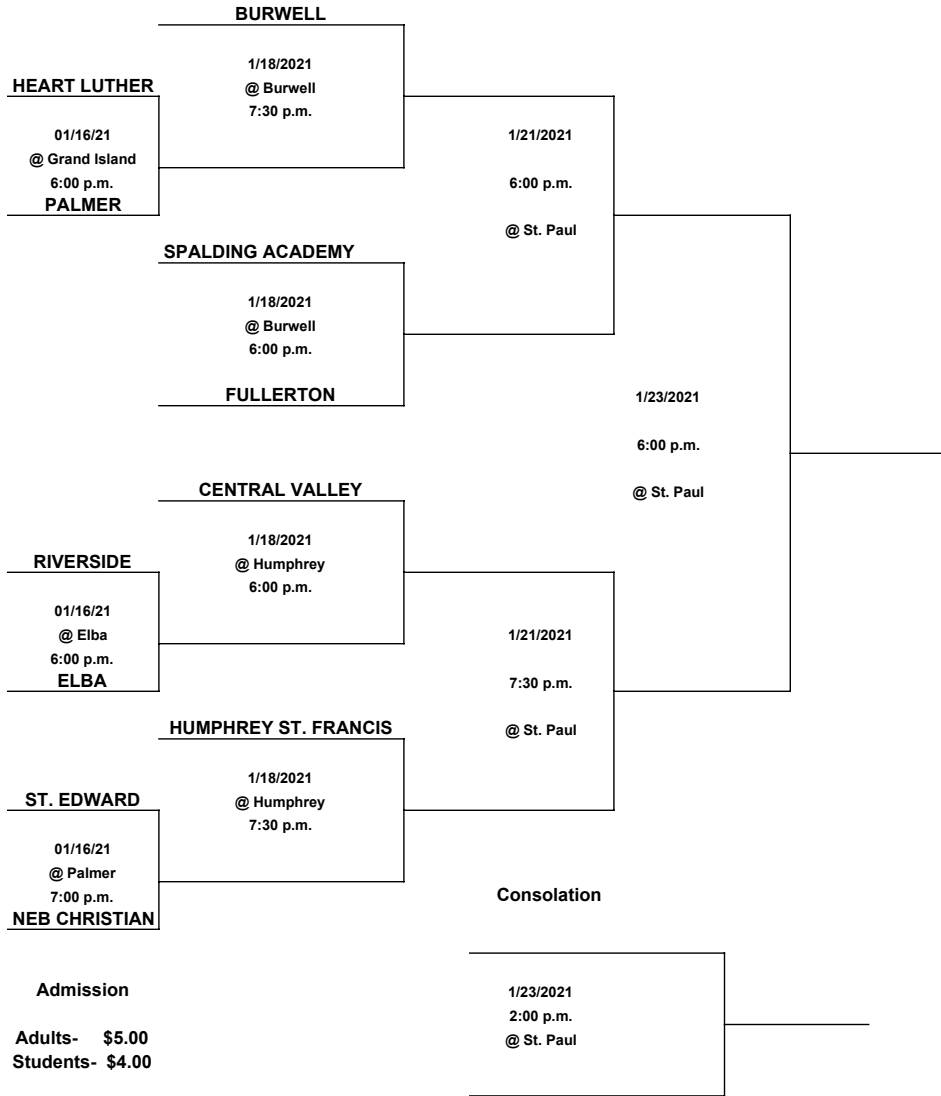 BURWELL
1/18/2021
@ Burwell
7:30 p.m.
HEART LUTHER
01/16/21
@ Grand Island
6:00 p.m.
PALMER
1/21/2021
6:00 p.m.
@ St. Paul
SPALDING ACADEMY
1/18/2021
@ Burwell
6:00 p.m.
FULLERTON
1/23/2021
6:00 p.m.
@ St. Paul
CENTRAL VALLEY
1/18/2021
@ Humphrey
6:00 p.m.
RIVERSIDE
01/16/21
@ Elba
6:00 p.m.
ELBA
1/21/2021
7:30 p.m.
@ St. Paul
HUMPHREY ST. FRANCIS
1/18/2021
@ Humphrey
7:30 p.m.
ST. EDWARD
01/16/21
@ Palmer
7:00 p.m.
NEB CHRISTIAN
Consolation
1/23/2021
2:00 p.m.
@ St. Paul
Admission
Adults- $5.00
Students- $4.00